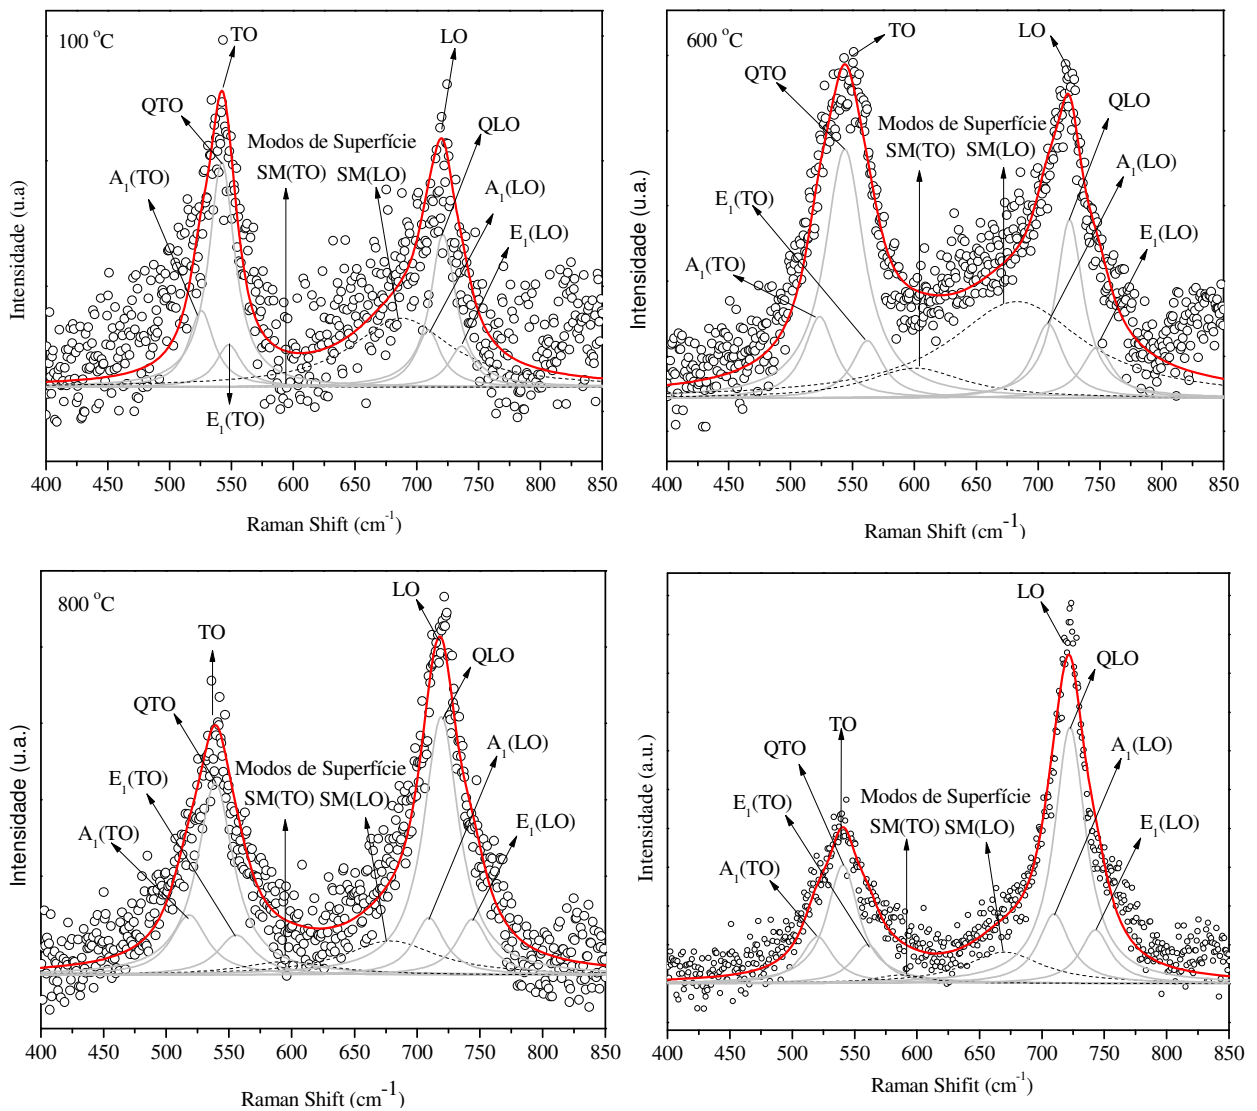 100 °C
TO
LO
QTO
QLO
Modos de Superfície
A1(TO)
SM(TO)
SM(LO)
A1(LO)
E1(LO)
E1(TO)
Intensidade (u.a)
400 450 500 550 600 650 700 750 800 850
Raman Shift (cm-1)
600 °C
TO
LO
QTO
QLO
Modos de Superfície
SM(TO)
SM(LO)
A1(LO)
E1(TO)
E1(LO)
A1(TO)
Intensidade (u.a.)
400 450 500 550 600 650 700 750 800 850
Raman Shift (cm-1)
800 °C
LO
TO
QLO
QTO
Modos de Superfície
E1(TO)
SM(TO)
SM(LO)
A1(LO)
A1(TO)
E1(LO)
Intensidade (u.a.)
400 450 500 550 600 650 700 750 800 850
Raman Shift (cm-1)
LO
QLO
TO
QTO
A1(LO)
Modos de Superfície
E1(TO)
SM(TO)
SM(LO)
E1(LO)
A1(TO)
Intensidade (a.u.)
400 450 500 550 600 650 700 750 800 850
Raman Shifit (cm-1)